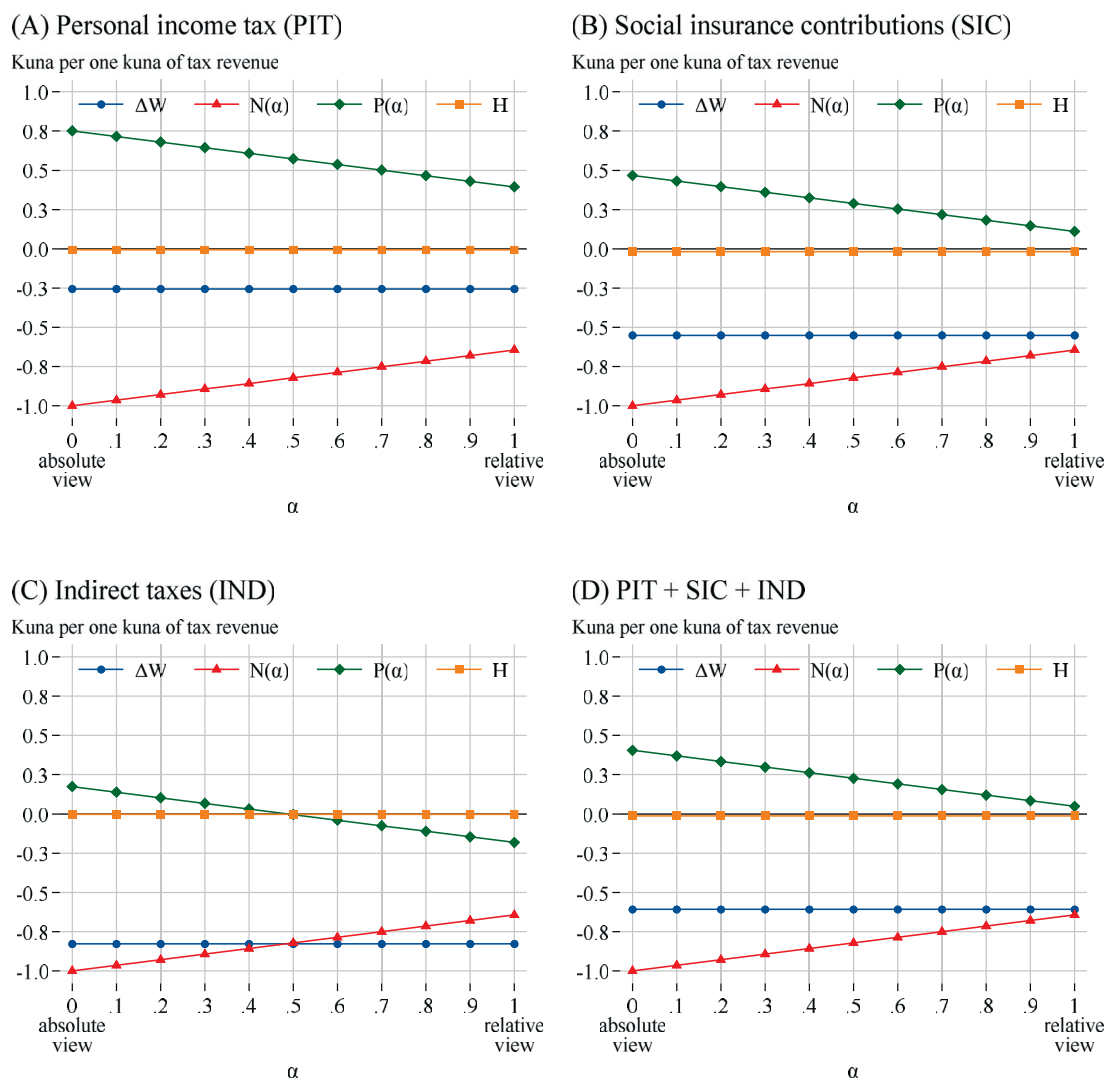 (A) Personal income tax (PIT)
Kuna per one kuna of tax revenue
ΔW N(α) P(α) H
1.0
0.8
0.5
0.3
0.0
-0.3
-0.5
-0.8
-1.0
0 .1 .2 .3 .4 .5 .6 .7 .8 .9 1
absolute relative
view view
α
(B) Social insurance contributions (SIC)
Kuna per one kuna of tax revenue
ΔW N(α) P(α) H
1.0
0.8
0.5
0.3
0.0
-0.3
-0.5
-0.8
-1.0
0 .1 .2 .3 .4 .5 .6 .7 .8 .9 1
absolute relative
view view
α
(C) Indirect taxes (IND)
Kuna per one kuna of tax revenue
ΔW N(α) P(α) H
1.0
0.8
0.5
0.3
0.0
-0.3
-0.5
-0.8
-1.0
0 .1 .2 .3 .4 .5 .6 .7 .8 .9 1
absolute relative
view view
α
(D) PIT + SIC + IND
Kuna per one kuna of tax revenue
ΔW N(α) P(α) H
1.0
0.8
0.5
0.3
0.0
-0.3
-0.5
-0.8
-1.0
0 .1 .2 .3 .4 .5 .6 .7 .8 .9 1
absolute relative
view view
α